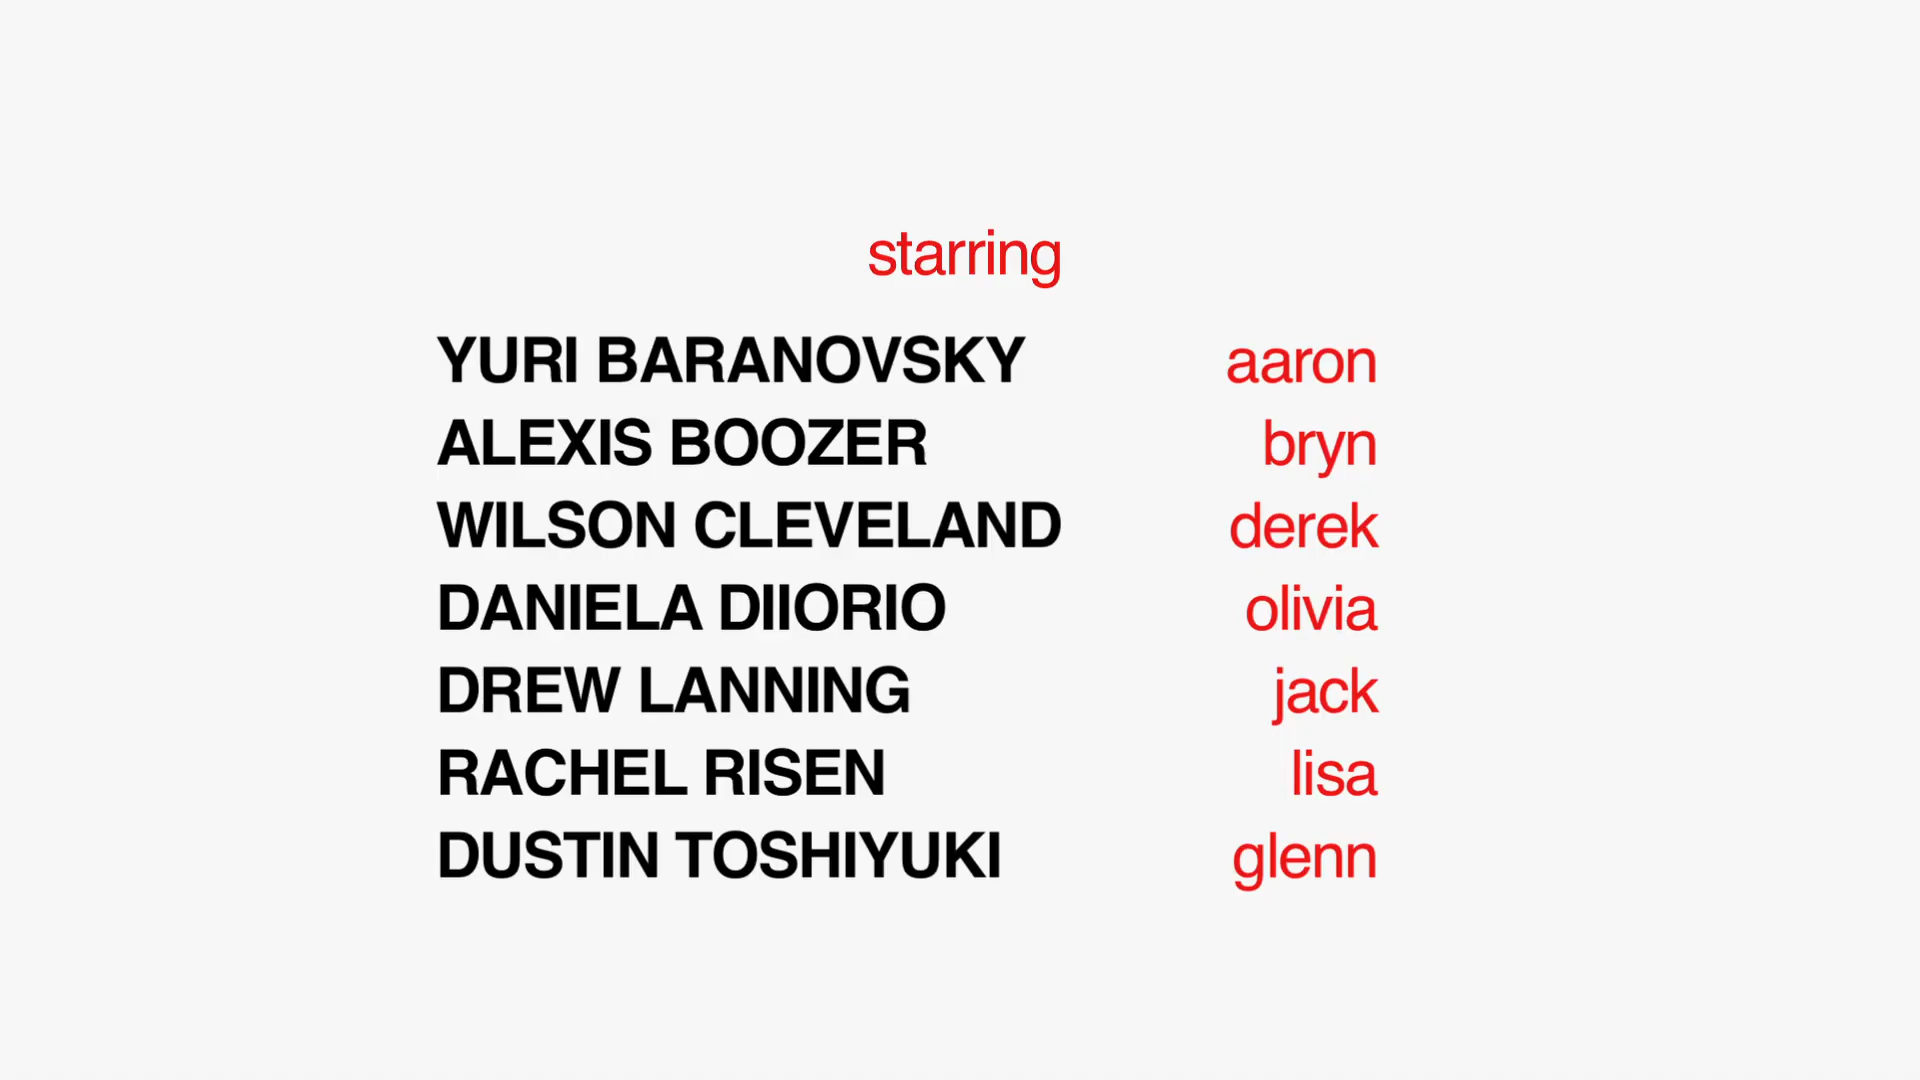 starring
YURI BARANOVSKY aaron
ALEXIS BOOZER bryn
WILSON CLEVELAND derek
DANIELA DIIORIO olivia
DREW LANNING jack
RACHEL RISEN lisa
DUSTIN TOSHIYUKI glenn